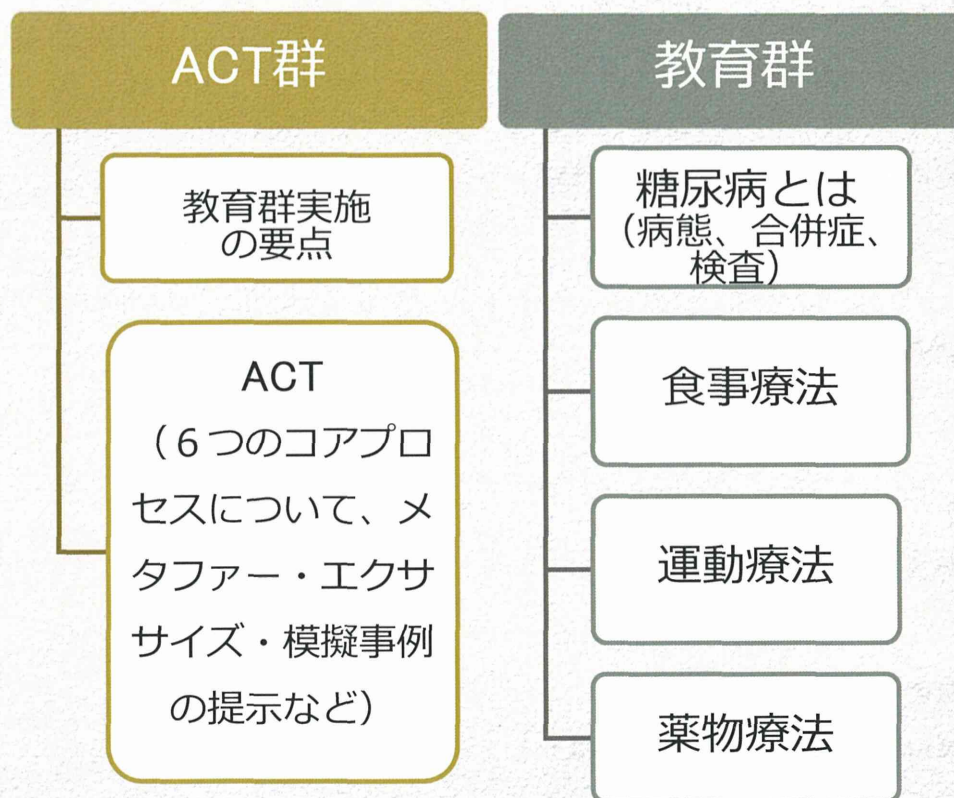 ACT群
教育群実施
の要点
ACT
（６つのコアプロ
セスについて、メ
タファー・エクサ
サイズ・模擬事例
の提示など）
教育群
糖尿病とは
（病態、合併症、
検査）
食事療法
運動療法
薬物療法